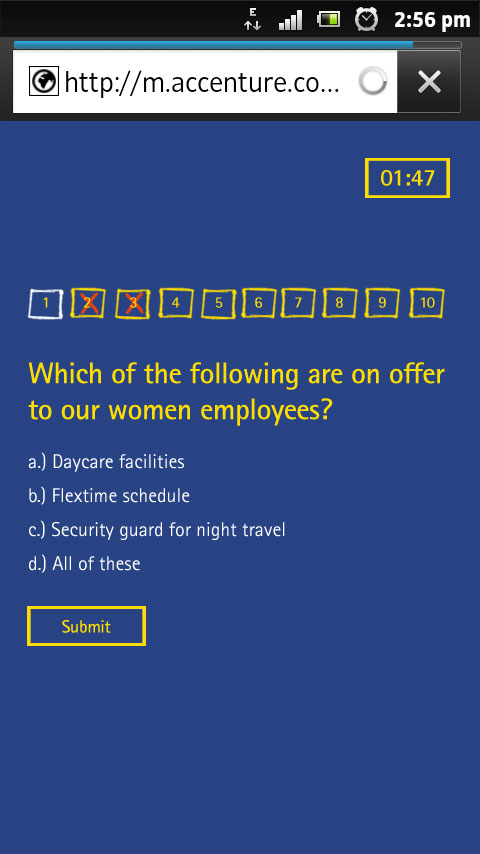 E
2:56 pm
http://m.accenture.co...
01:47
1 2 3 4 5 6 7 8 9 10
Which of the following are on offer
to our women employees?
a.) Daycare facilities
b.) Flextime schedule
c.) Security guard for night travel
d.) All of these
Submit